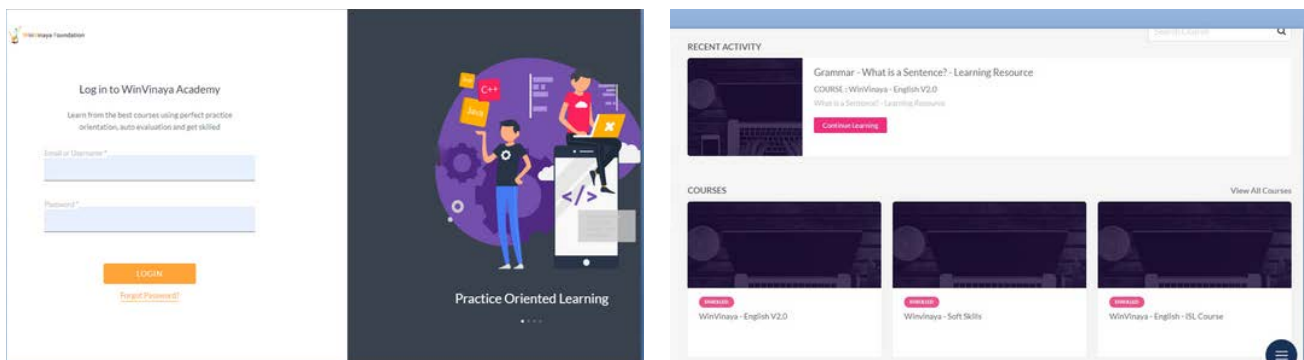 WinVinaya Foundation
Log in to WinVinaya Academy
Learn from the best courses using perfect practice
orientation, auto evaluation and get skilled
Email or Username *
Password *
LOGIN
Forgot Password?
C++
Java
</>
Practice Oriented Learning
Search Course
RECENT ACTIVITY
Grammar - What is a Sentence? - Learning Resource
COURSE : WinVinaya - English V2.0
What is a Sentence? - Learning Resource
Continue Learning
COURSES
View All Courses
ENROLLED
ENROLLED
ENROLLED
WinVinaya - English V2.0
Winvinaya - Soft Skills
WinVinaya - English - ISL Course